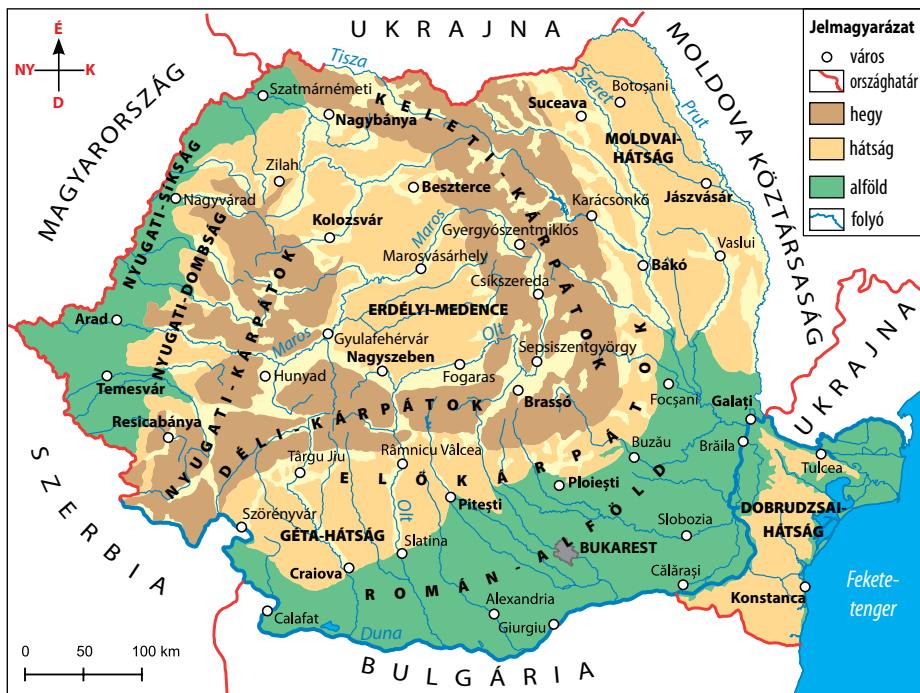 UKRAJNA
É
NY K
D
MAGYARORSZÁG
MOLDOVA KÖZTÁRSASÁG
UKRAJNA
SZERBIA
BULGÁRIA
Jelmagyarázat
város
országhatár
hegy
hátság
alföld
folyó
Tisza
Szatmárnémeti
Nagybánya
KELETI-KÁRPÁTOK
Suceava
Szeret
Botoșani
Prut
MOLDVAI-
HÁTSÁG
Zilah
Beszterce
Nagyvárad
NYUGATI-SÍKSÁG
Kolozsvár
Karácsonkő
Jászvásár
Maros
Gyergyószentmiklós
Marosvásárhely
Vaslui
Bákó
Csíkszereda
NYUGATI-DOMBSÁG
NYUGATI-KÁRPÁTOK
ERDÉLYI-MEDENCE
Arad
Maros
Gyulafehérvár
Olt
Nagyszeben
Sepsiszentgyörgy
Temesvár
Hunyad
Fogaras
Brassó
Focșani
Galați
Resicabánya
DÉLI-KÁRPÁTOK
Târgu Jiu
Râmnicu Vâlcea
ELŐKÁRPÁTOK
Buzău
Brăila
Tulcea
Ploiești
Pitești
Szörényvár
Olt
GÉTA-HÁTSÁG
Slatina
BUKAREST
Slobozia
DOBRUDZSAI-
HÁTSÁG
Craiova
ROMÁN-ALFÖLD
Călărași
Konstanca
Fekete-
tenger
Calafat
Alexandria
Giurgiu
Duna
0 50 100 km